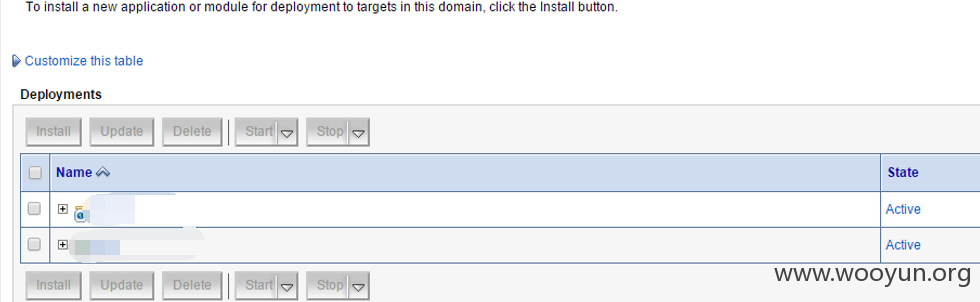 To install a new application or module for deployment to targets in this domain, click the Install button.
Customize this table
Deployments
Install Update Delete Start Stop
Name State
Active
Active
Install Update Delete Start Stop
www.wooyun.org